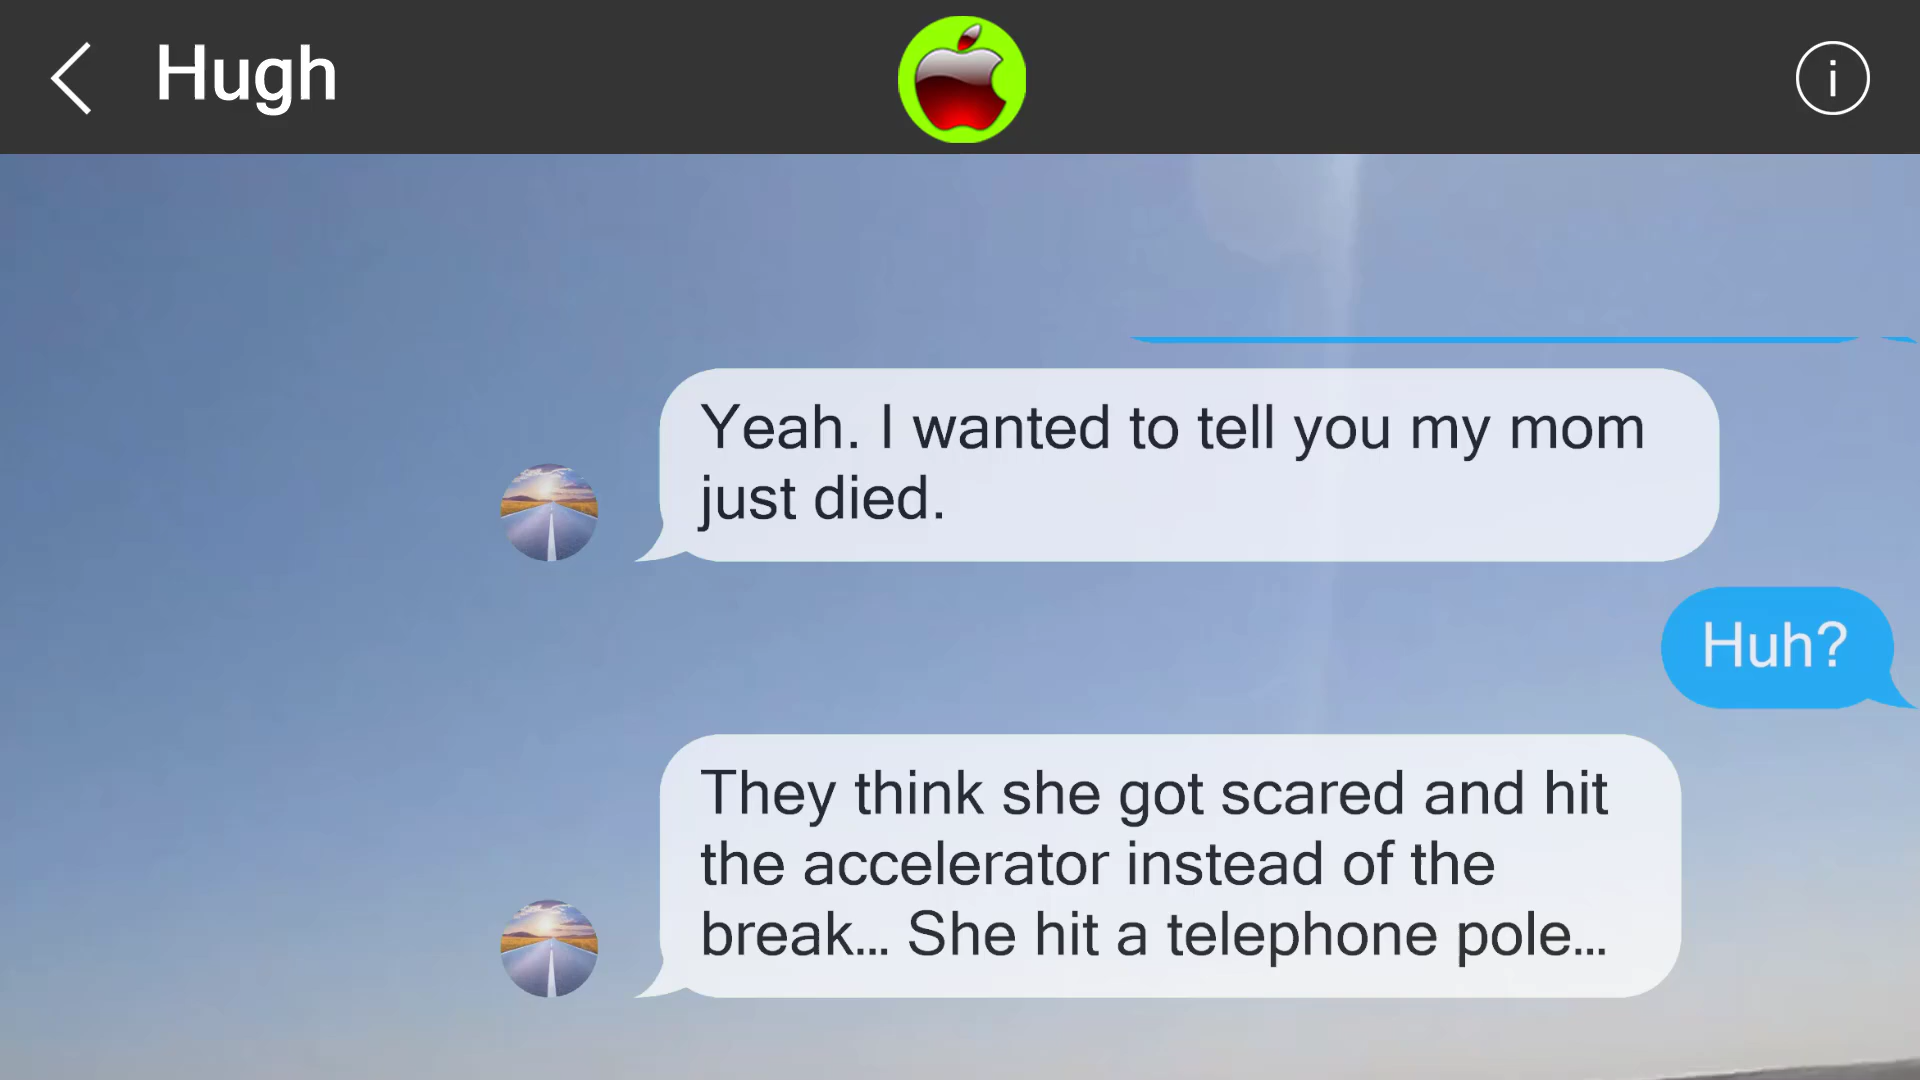 Hugh
i
Yeah. I wanted to tell you my mom
just died.
Huh?
They think she got scared and hit
the accelerator instead of the
break... She hit a telephone pole...